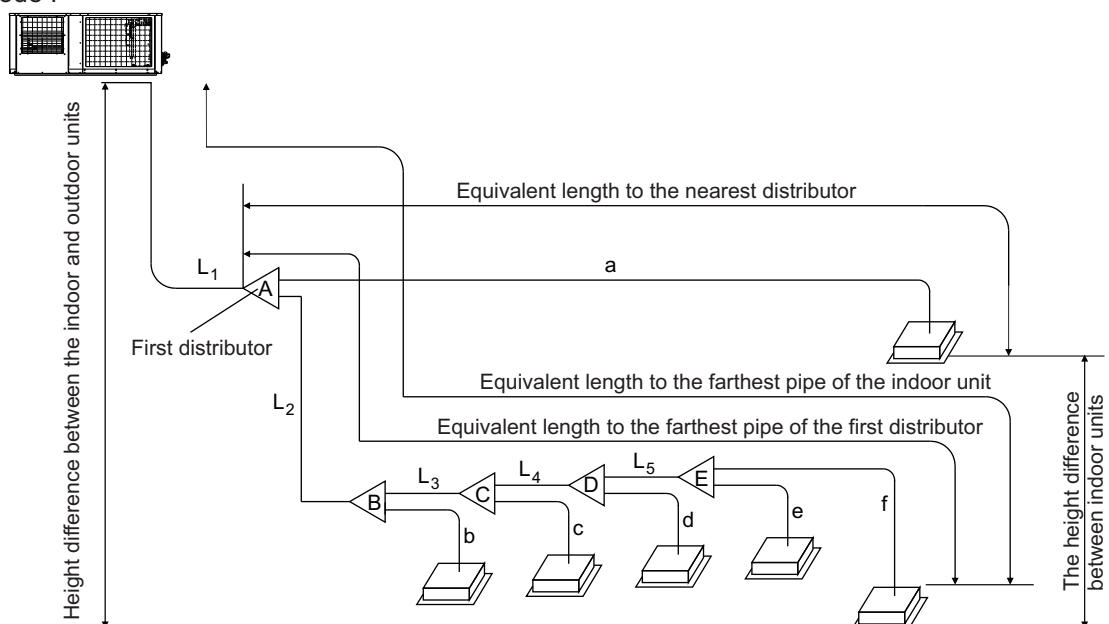 Height difference between the indoor and outdoor units
Equivalent length to the nearest distributor
L1
a
A
First distributor
Equivalent length to the farthest pipe of the indoor unit
L2
Equivalent length to the farthest pipe of the first distributor
The height difference
between indoor units
L3
L4
L5
B
C
D
E
b
c
d
e
f